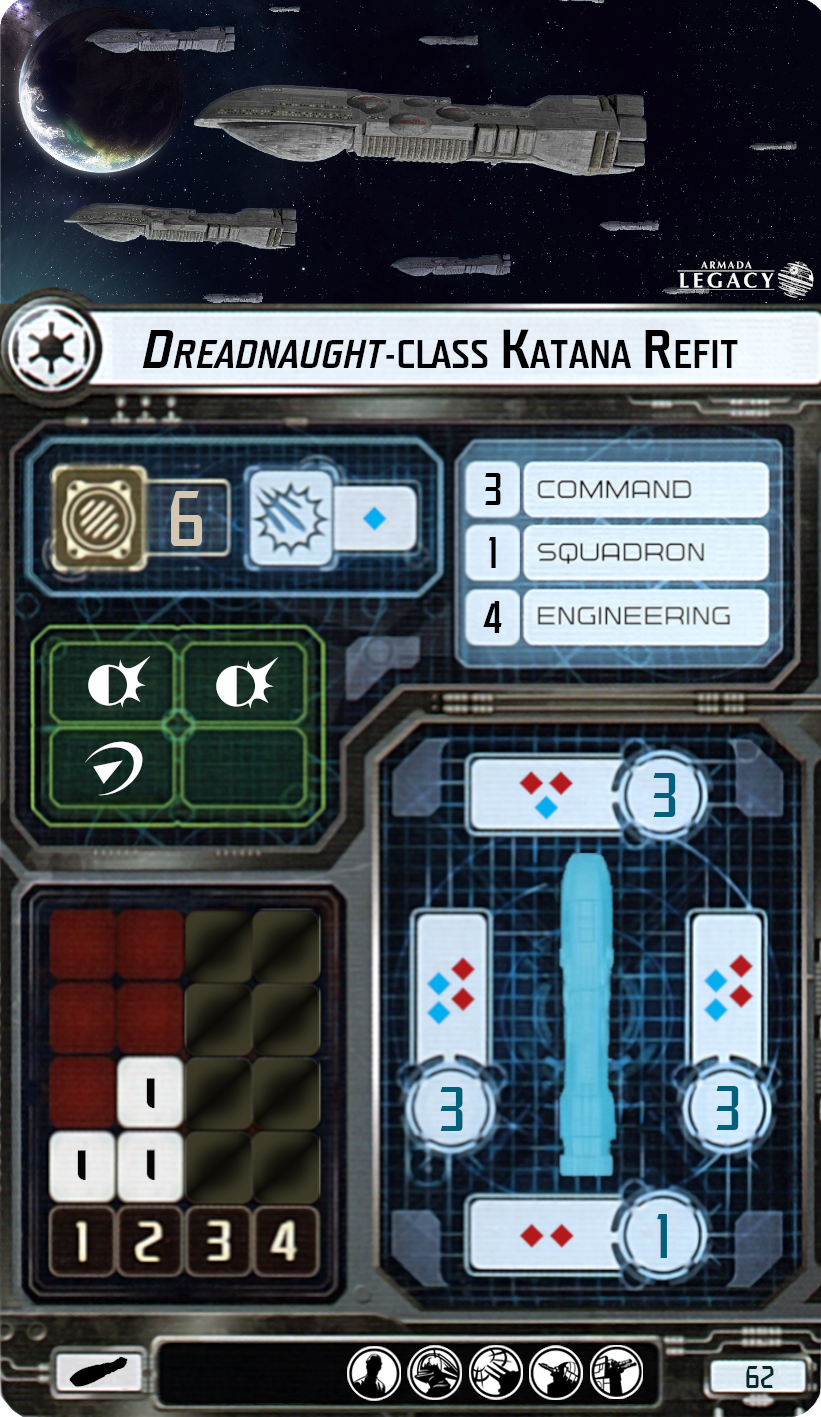 ARMADA
LEGACY
DREADNAUGHT-CLASS KATANA REFIT
6
3 COMMAND
1 SQUADRON
4 ENGINEERING
3
3
3
1
I
I I
1 2 3 4
62